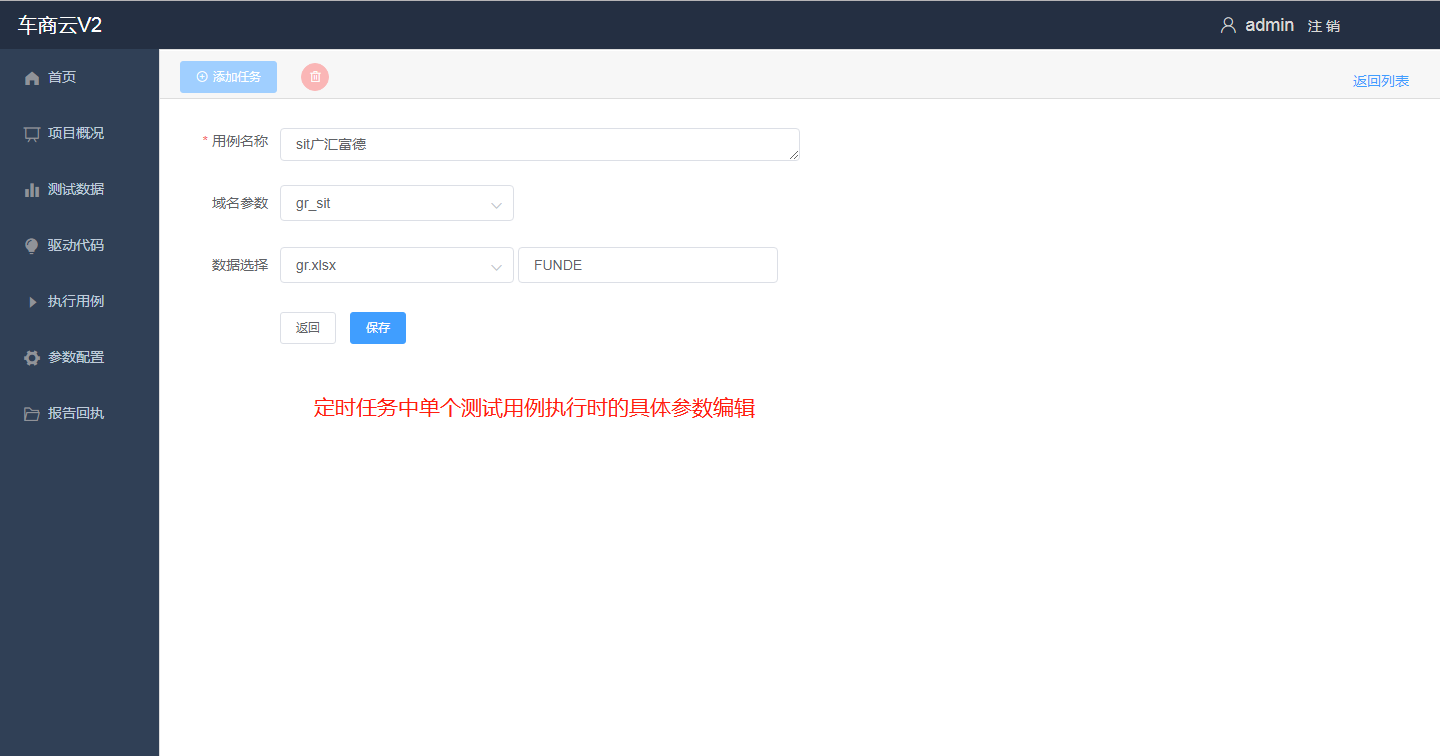 车商云V2
admin 注 销
首页
项目概况
测试数据
驱动代码
执行用例
参数配置
报告回执
添加任务
返回列表
* 用例名称 sit广汇富德
域名参数 gr_sit
数据选择 gr.xlsx FUNDE
返回 保存
定时任务中单个测试用例执行时的具体参数编辑